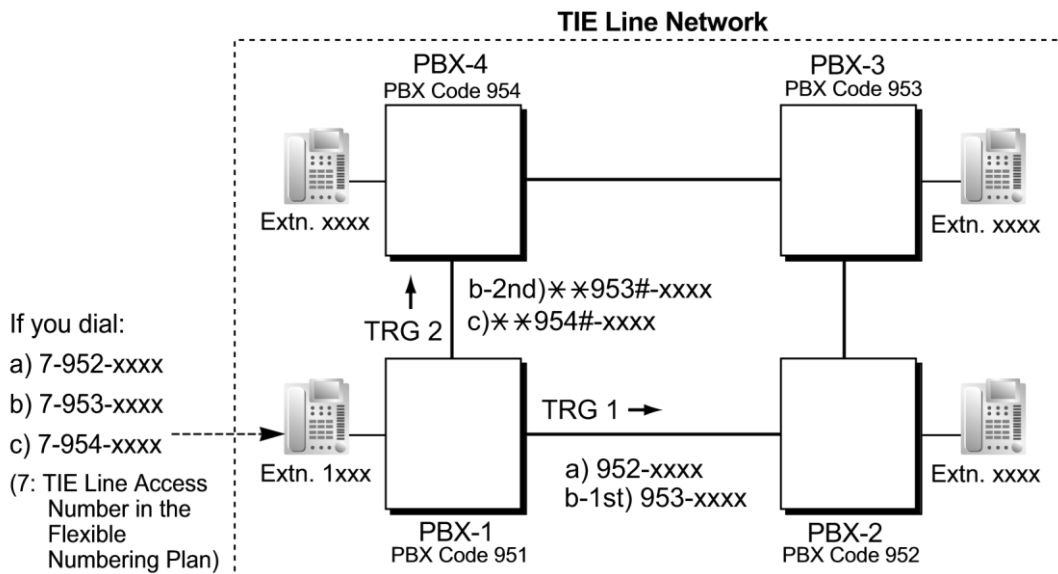 TIE Line Network
PBX-4
PBX Code 954
PBX-3
PBX Code 953
Extn. xxxx
Extn. xxxx
b-2nd)✳✳953#-xxxx
c)✳✳954#-xxxx
TRG 2
If you dial:
a) 7-952-xxxx
b) 7-953-xxxx
c) 7-954-xxxx
(7: TIE Line Access
Number in the
Flexible
Numbering Plan)
Extn. 1xxx
TRG 1
a) 952-xxxx
b-1st) 953-xxxx
Extn. xxxx
PBX-1
PBX Code 951
PBX-2
PBX Code 952